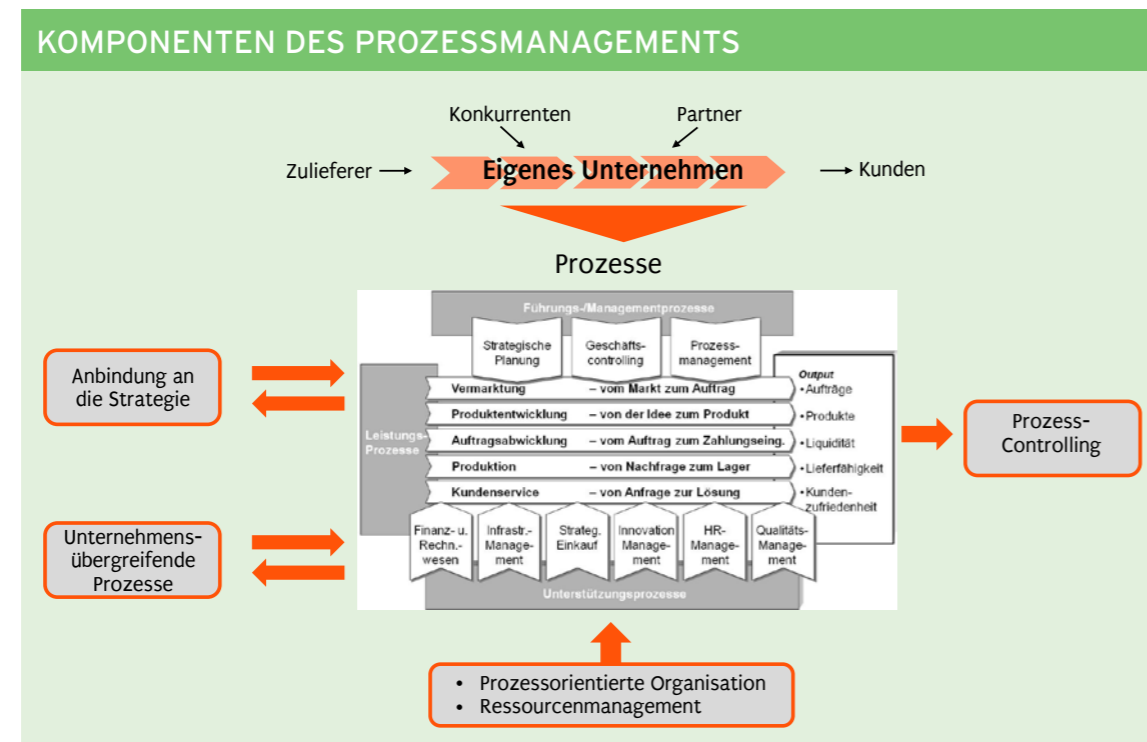 KOMPONENTEN DES PROZESSMANAGEMENTS
Konkurrenten
Partner
Zulieferer
Eigenes Unternehmen
Kunden
Prozesse
Führungs-/Managementprozesse
Strategische
Planung
Geschäfts-
controlling
Prozess-
management
Anbindung an
die Strategie
Leistungs-
Prozesse
Vermarktung – vom Markt zum Auftrag
Produktentwicklung – von der Idee zum Produkt
Auftragsabwicklung – vom Auftrag zum Zahlungseing.
Produktion – von Nachfrage zum Lager
Kundenservice – von Anfrage zur Lösung
Output
•Aufträge
•Produkte
•Liquidität
•Lieferfähigkeit
•Kunden-
zufriedenheit
Prozess-
Controlling
Unternehmens-
übergreifende
Prozesse
Finanz- u.
Rechn.-
wesen
Infrastr.-
Manage-
ment
Strateg.
Einkauf
Innovation
Manage-
ment
HR-
Manage-
ment
Qualitäts-
Manage-
ment
Unterstützungsprozesse
• Prozessorientierte Organisation
• Ressourcenmanagement